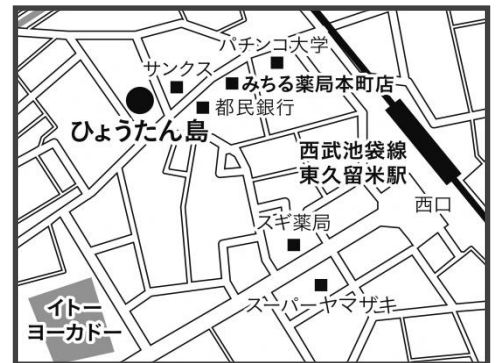 パチンコ大学
サンクス
みちる薬局本町店
都民銀行
ひょうたん島
西武池袋線
東久留米駅
西口
スギ薬局
スーパーヤマザキ
イトー
ヨーカドー